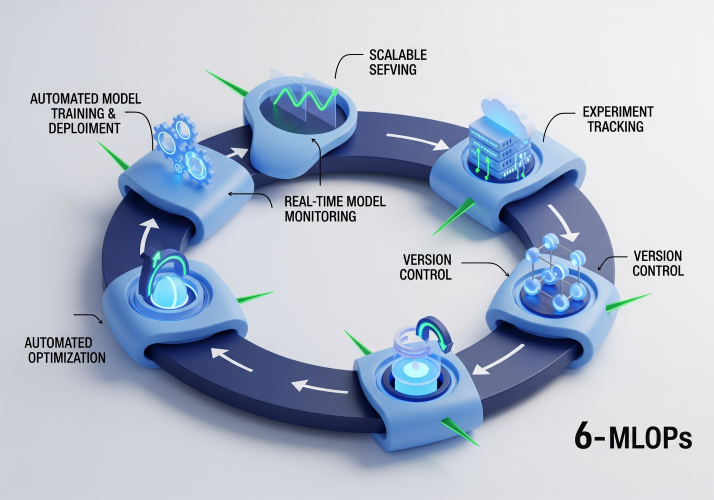 SCALABLE
SEFVING
AUTOMATED MODEL
TRAINING &
DEPLOIMENT
EXPERIMENT
TRACKING
REAL-TIME MODEL
MONITORING
VERSION
CONTROL
VERSION
CONTROL
AUTOMATED
OPTIMIZATION
6-MLOPs